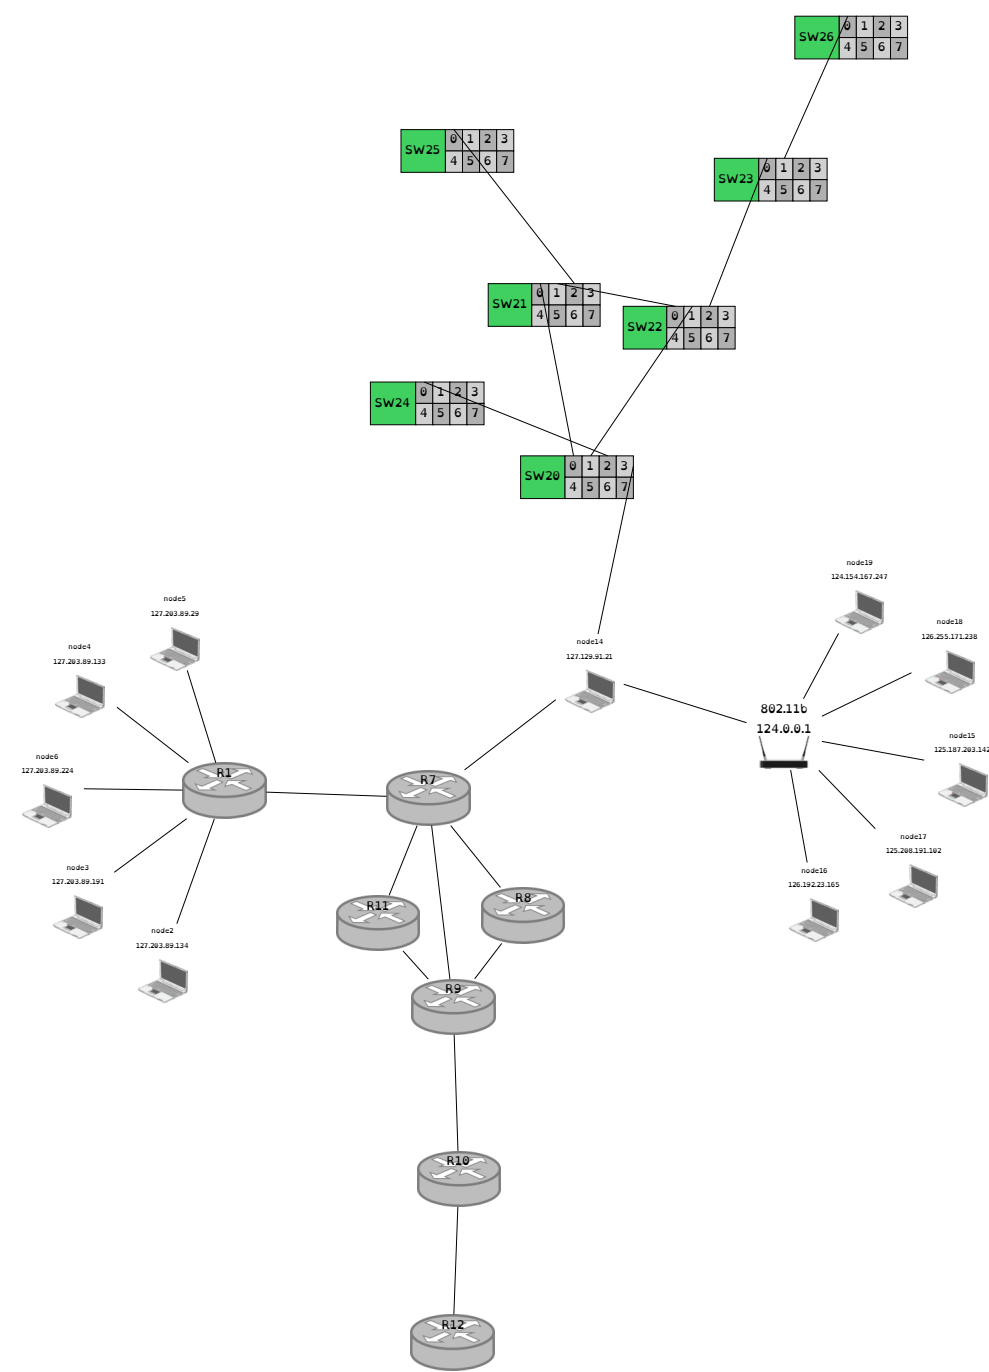 SW26 0 1 2 3
4 5 6 7
SW25 0 1 2 3
4 5 6 7
SW23 0 1 2 3
4 5 6 7
SW21 0 1 2 3
4 5 6 7
SW22 0 1 2 3
4 5 6 7
SW24 0 1 2 3
4 5 6 7
SW20 0 1 2 3
4 5 6 7
node19
124.154.167.247
node5
127.203.89.29
node18
126.255.171.238
node4
127.203.89.133
node14
127.129.91.21
802.11b
124.0.0.1
node15
125.187.203.142
node6
127.203.89.224
R1
R7
node17
125.208.191.102
node3
127.203.89.191
node16
126.192.23.165
R11
R8
node2
127.203.89.134
R9
R10
R12